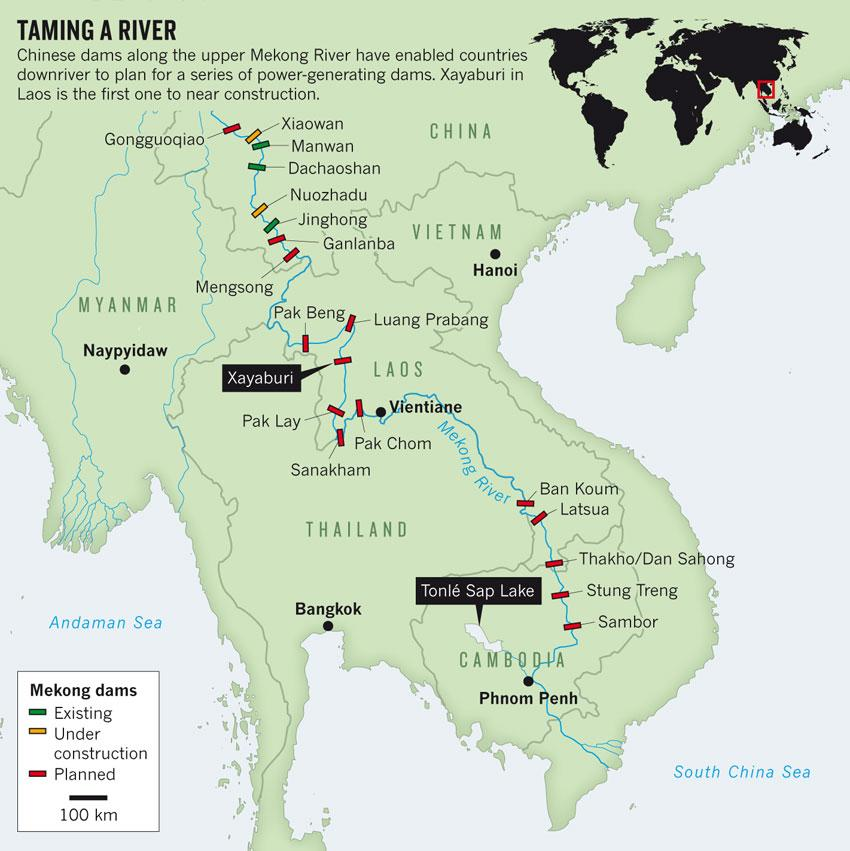 TAMING A RIVER
Chinese dams along the upper Mekong River have enabled countries
downriver to plan for a series of power-generating dams. Xayaburi in
Laos is the first one to near construction.
Gongguoqiao
Xiaowan
Manwan
Dachaoshan
CHINA
Nuozhadu
Jinghong
Ganlanba
VIETNAM
Hanoi
Mengsong
MYANMAR
Naypyidaw
Pak Beng
Luang Prabang
Xayaburi
LAOS
Vientiane
Pak Lay
Pak Chom
Sanakham
Mekong River
Ban Koum
Latsua
THAILAND
Thakho/Dan Sahong
Tonlé Sap Lake
Stung Treng
Bangkok
Sambor
Andaman Sea
CAMBODIA
Phnom Penh
Mekong dams
Existing
Under
construction
Planned
100 km
South China Sea